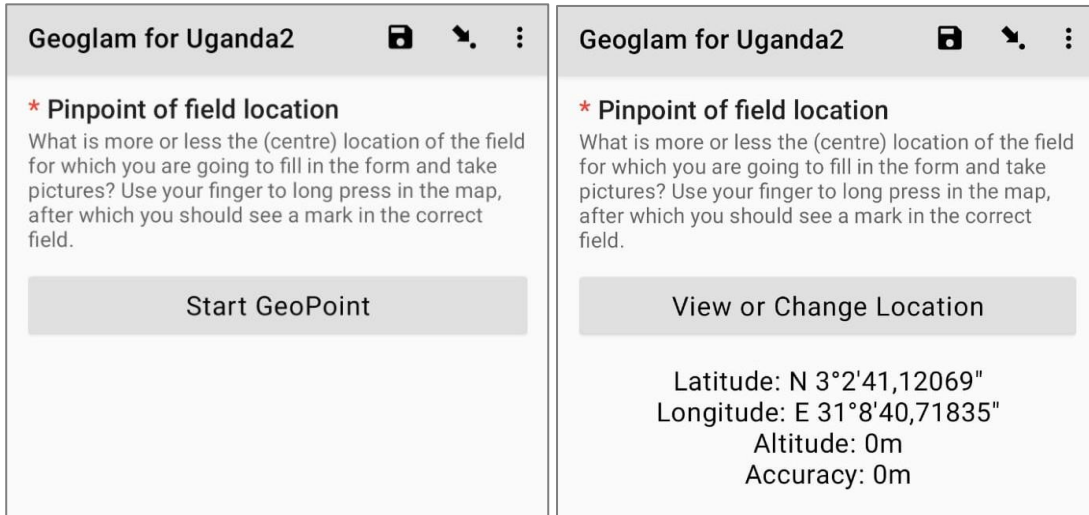 Geoglam for Uganda2
* Pinpoint of field location
What is more or less the (centre) location of the field
for which you are going to fill in the form and take
pictures? Use your finger to long press in the map,
after which you should see a mark in the correct
field.
Start GeoPoint
Geoglam for Uganda2
* Pinpoint of field location
What is more or less the (centre) location of the field
for which you are going to fill in the form and take
pictures? Use your finger to long press in the map,
after which you should see a mark in the correct
field.
View or Change Location
Latitude: N 3°2'41,12069"
Longitude: E 31°8'40,71835"
Altitude: 0m
Accuracy: 0m